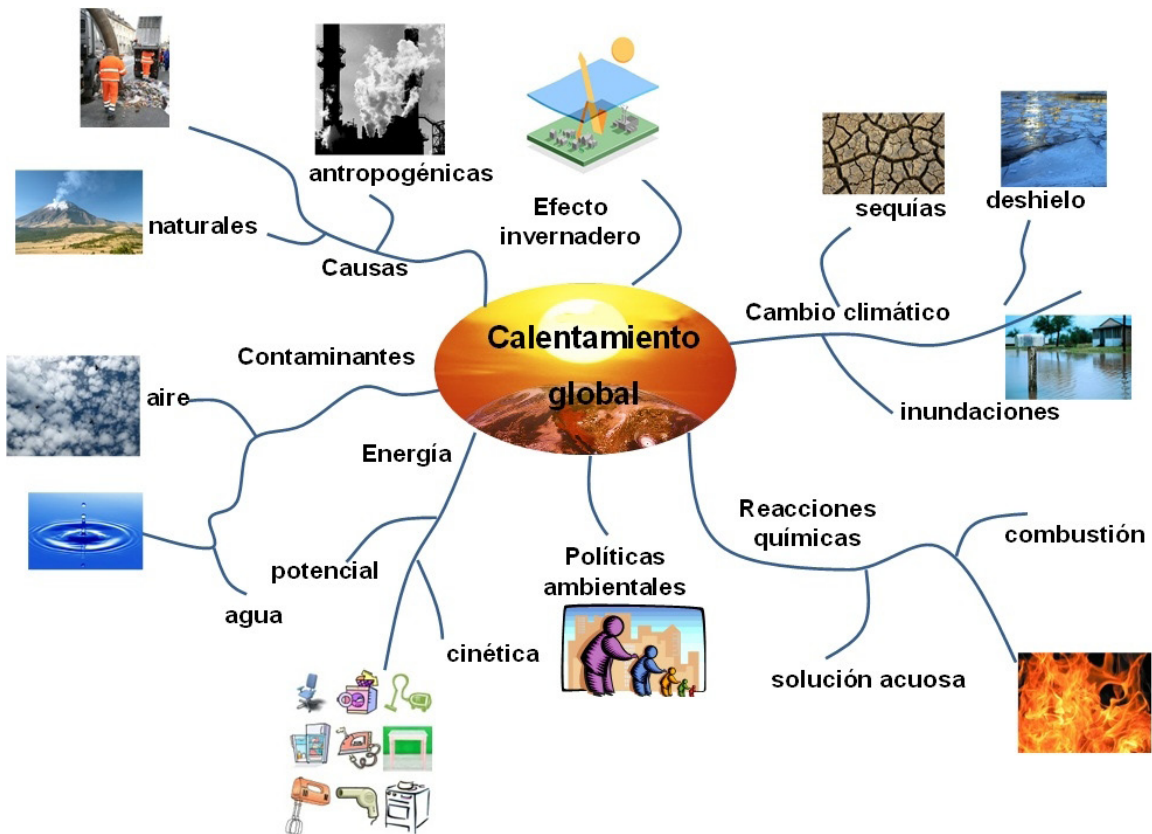 antropogénicas
naturales
Causas
Efecto
invernadero
sequías
deshielo
Cambio climático
inundaciones
Calentamiento
global
Contaminantes
aire
agua
Energía
potencial
cinética
Políticas
ambientales
Reacciones
químicas
combustión
solución acuosa